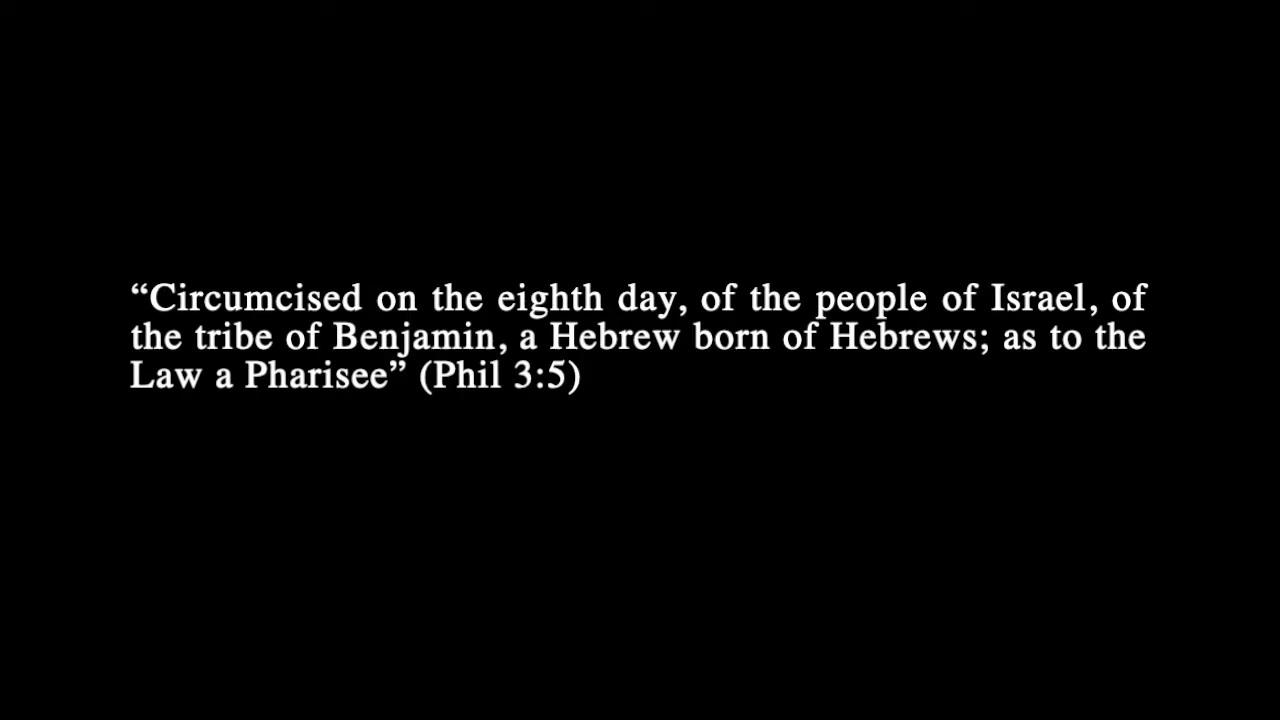 “Circumcised on the eighth day, of the people of Israel, of
the tribe of Benjamin, a Hebrew born of Hebrews; as to the
Law a Pharisee” (Phil 3:5)